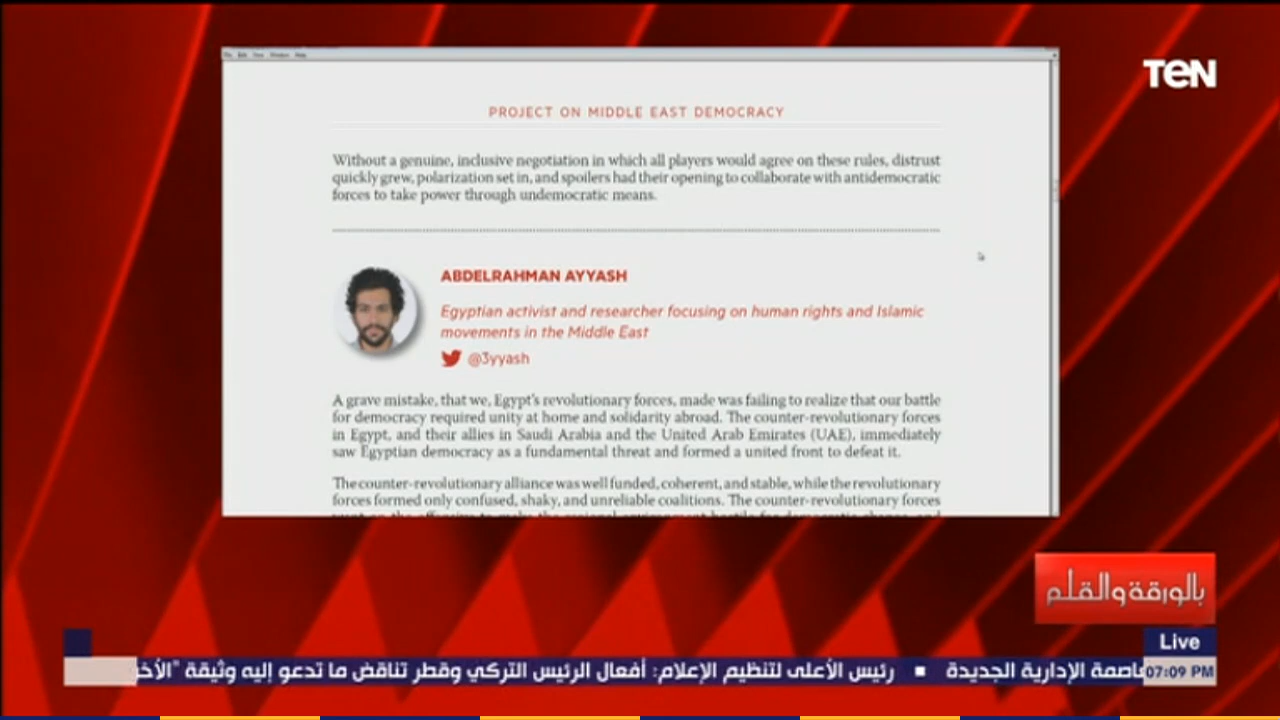 TeN
PROJECT ON MIDDLE EAST DEMOCRACY
Without a genuine, inclusive negotiation in which all players would agree on these rules, distrust
quickly grew, polarization set in, and spoilers had their opening to collaborate with antidemocratic
forces to take power through undemocratic means.
ABDELRAHMAN AYYASH
Egyptian activist and researcher focusing on human rights and Islamic
movements in the Middle East
@3yyash
A grave mistake, that we, Egypt's revolutionary forces, made was failing to realize that our battle
for democracy required unity at home and solidarity abroad. The counter-revolutionary forces
in Egypt, and their allies in Saudi Arabia and the United Arab Emirates (UAE), immediately
saw Egyptian democracy as a fundamental threat and formed a united front to defeat it.
The counter-revolutionary alliance was well funded, coherent, and stable, while the revolutionary
forces formed only confused, shaky, and unreliable coalitions. The counter-revolutionary forces
بالورقة والقلم
Live
07:09 PM
الإدارية الجديدة ■ رئيس الأعلى لتنظيم الإعلام: أفعال الرئيس التركي وقطر تناقض ما تدعو إليه وثيقة